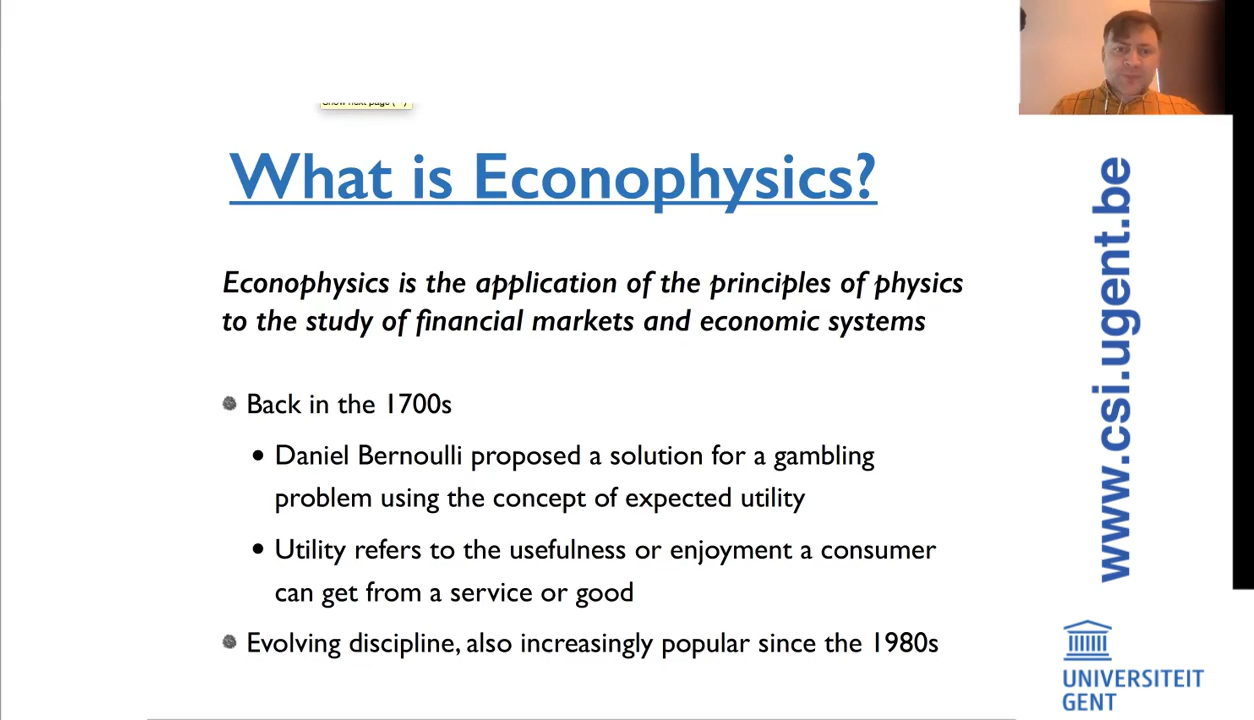 Show next page (
What is Econophysics?
Econophysics is the application of the principles of physics
to the study of financial markets and economic systems
Back in the 1700s
Daniel Bernoulli proposed a solution for a gambling
problem using the concept of expected utility
Utility refers to the usefulness or enjoyment a consumer
can get from a service or good
Evolving discipline, also increasingly popular since the 1980s
www.csi.ugent.be
UNIVERSITEIT
GENT